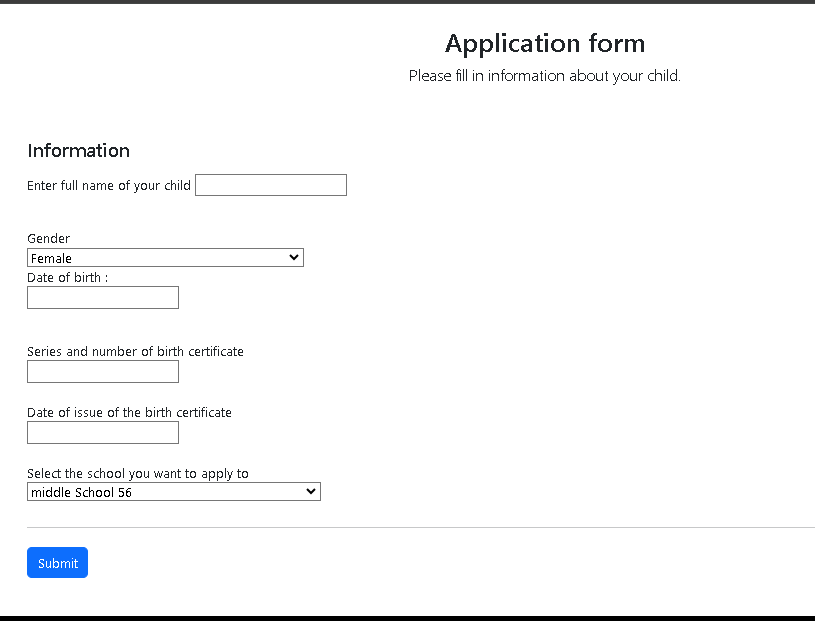 Application form
Please fill in information about your child.
Information
Enter full name of your child
Gender
Female
Date of birth :
Series and number of birth certificate
Date of issue of the birth certificate
Select the school you want to apply to
middle School 56
Submit